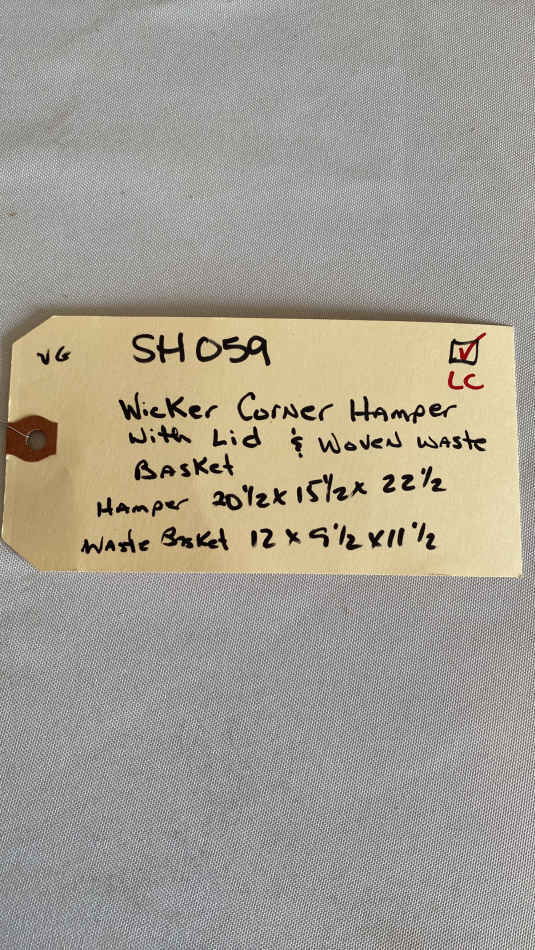 VG SH059
LC
Wicker Corner Hamper
With Lid & Woven Waste
Basket
Hamper 20 1/2 x 15 1/2 x 22 1/2
Waste Basket 12 x 9 1/2 x 11 1/2